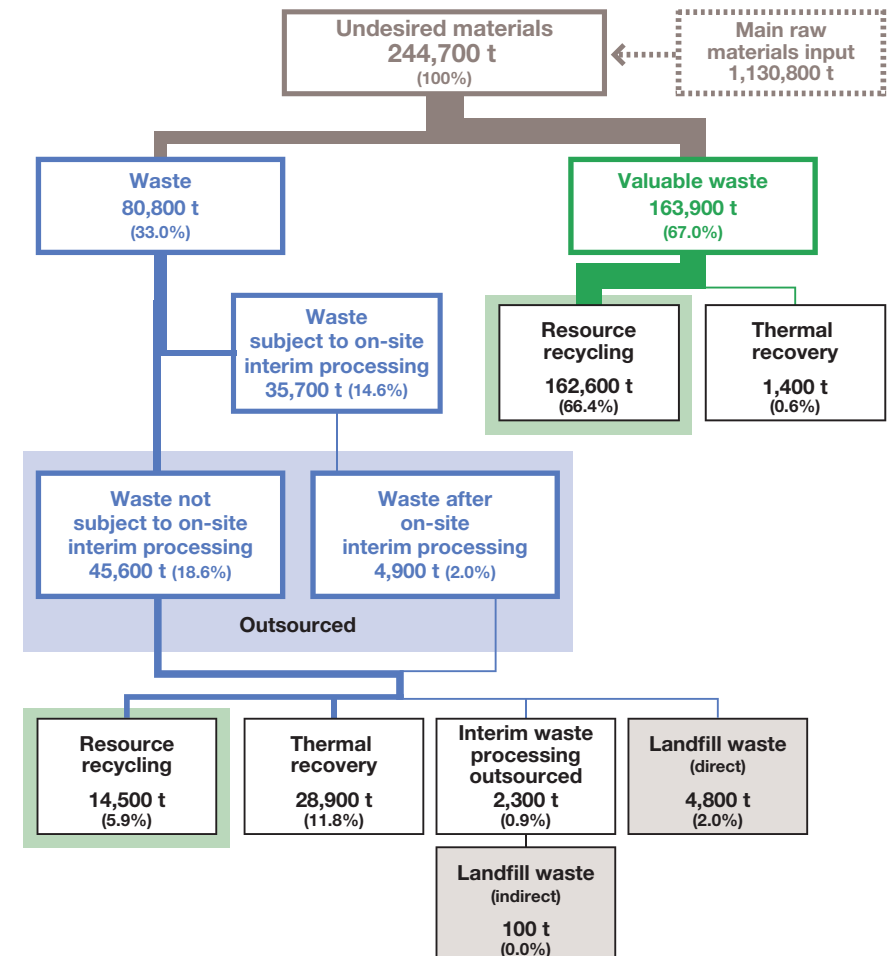 Undesired materials
244,700 t
(100%)
Main raw
materials input
1,130,800 t
Waste
80,800 t
(33.0%)
Valuable waste
163,900 t
(67.0%)
Waste
subject to on-site
interim processing
35,700 t (14.6%)
Resource
recycling
162,600 t
(66.4%)
Thermal
recovery
1,400 t
(0.6%)
Waste not
subject to on-site
interim processing
45,600 t (18.6%)
Waste after
on-site
interim processing
4,900 t (2.0%)
Outsourced
Resource
recycling
14,500 t
(5.9%)
Thermal
recovery
28,900 t
(11.8%)
Interim waste
processing
outsourced
2,300 t
(0.9%)
Landfill waste
(direct)
4,800 t
(2.0%)
Landfill waste
(indirect)
100 t
(0.0%)